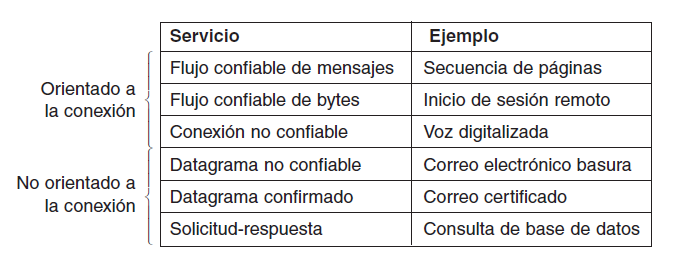 Servicio Ejemplo
Orientado a
la conexión
Flujo confiable de mensajes Secuencia de páginas
Flujo confiable de bytes Inicio de sesión remoto
Conexión no confiable Voz digitalizada
No orientado a
la conexión
Datagrama no confiable Correo electrónico basura
Datagrama confirmado Correo certificado
Solicitud-respuesta Consulta de base de datos